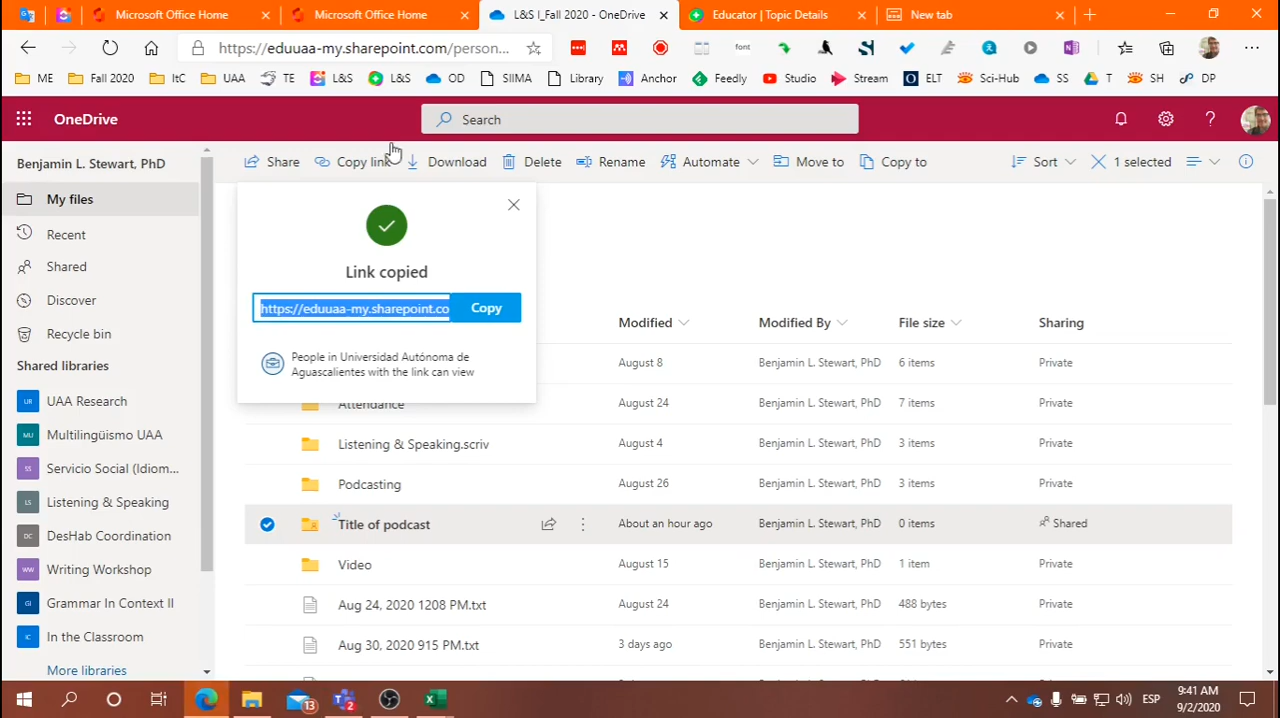 Microsoft Office Home
Microsoft Office Home
L&S I_Fall 2020 - OneDrive
Educator | Topic Details
New tab
https://eduuaa-my.sharepoint.com/person...
font
ME
Fall 2020
ItC
UAA
TE
L&S
L&S
OD
SIIMA
Library
Anchor
Feedly
Studio
Stream
ELT
Sci-Hub
SS
T
SH
DP
OneDrive
Search
Benjamin L. Stewart, PhD
Share
Copy link
Download
Delete
Rename
Automate
Move to
Copy to
Sort
1 selected
My files
Recent
Shared
Discover
Recycle bin
Shared libraries
UR UAA Research
MU Multilingüismo UAA
SS Servicio Social (Idiom...
LS Listening & Speaking
DC DesHab Coordination
WW Writing Workshop
GI Grammar In Context II
IC In the Classroom
More libraries
Link copied
https://eduuaa-my.sharepoint.co
Copy
People in Universidad Autónoma de
Aguascalientes with the link can view
Modified Modified By File size Sharing
August 8 Benjamin L. Stewart, PhD 6 items Private
Attendance August 24 Benjamin L. Stewart, PhD 7 items Private
Listening & Speaking.scriv August 4 Benjamin L. Stewart, PhD 3 items Private
Podcasting August 26 Benjamin L. Stewart, PhD 3 items Private
Title of podcast About an hour ago Benjamin L. Stewart, PhD 0 items Shared
Video August 15 Benjamin L. Stewart, PhD 1 item Private
Aug 24, 2020 1208 PM.txt August 24 Benjamin L. Stewart, PhD 488 bytes Private
Aug 30, 2020 915 PM.txt 3 days ago Benjamin L. Stewart, PhD 551 bytes Private
13
2
ESP
9:41 AM
9/2/2020